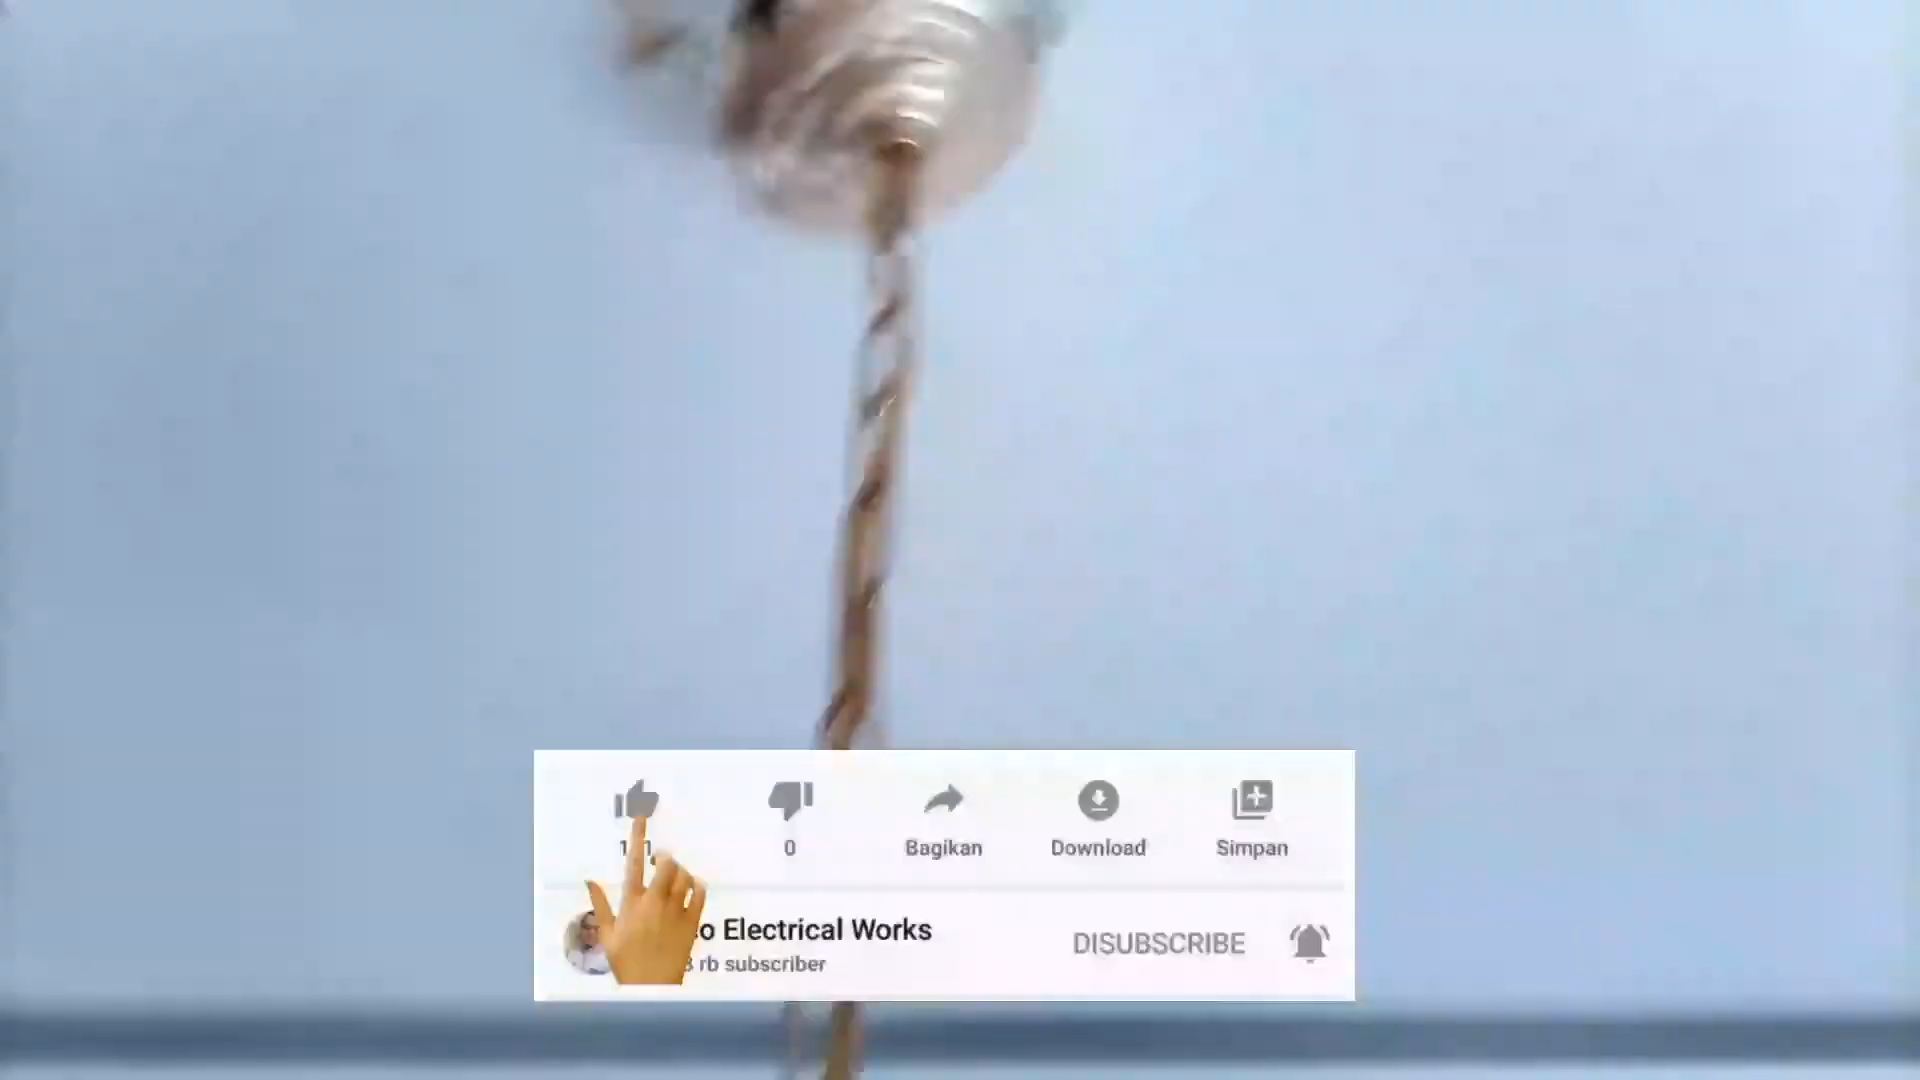 0
Bagikan
Download
Simpan
Electrical Works
DISUBSCRIBE
rb subscriber